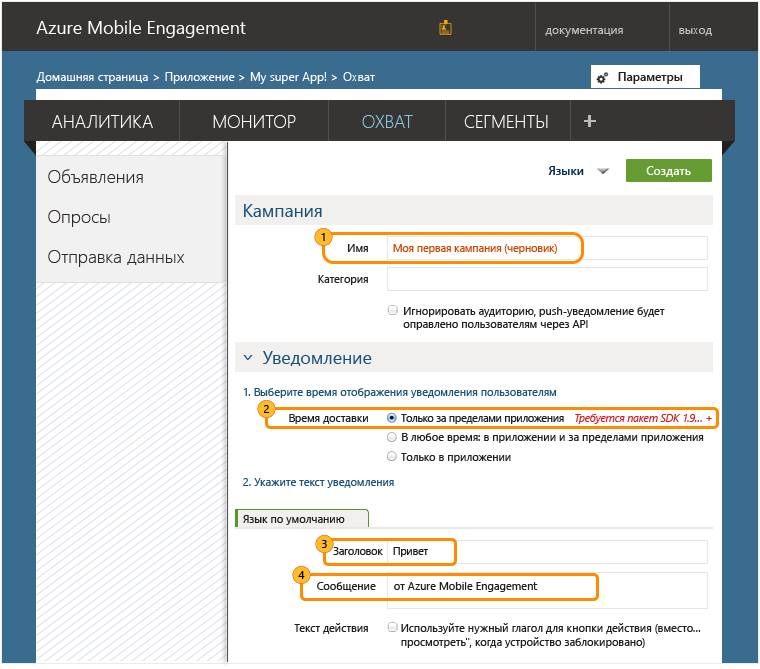 Azure Mobile Engagement
документация
выход
Домашняя страница > Приложение > My super App! > Охват
Параметры
АНАЛИТИКА МОНИТОР ОХВАТ СЕГМЕНТЫ +
Объявления
Опросы
Отправка данных
Языки
Создать
Кампания
1
Имя Моя первая кампания (черновик)
Категория
Игнорировать аудиторию, push-уведомление будет
оправлено пользователям через API
Уведомление
1. Выберите время отображения уведомления пользователям
2
Время доставки Только за пределами приложения Требуется пакет SDK 1.9... +
В любое время: в приложении и за пределами приложения
Только в приложении
2. Укажите текст уведомления
Язык по умолчанию
3
Заголовок Привет
4
Сообщение от Azure Mobile Engagement
Текст действия Используйте нужный глагол для кнопки действия (вместо...
просмотреть", когда устройство заблокировано)